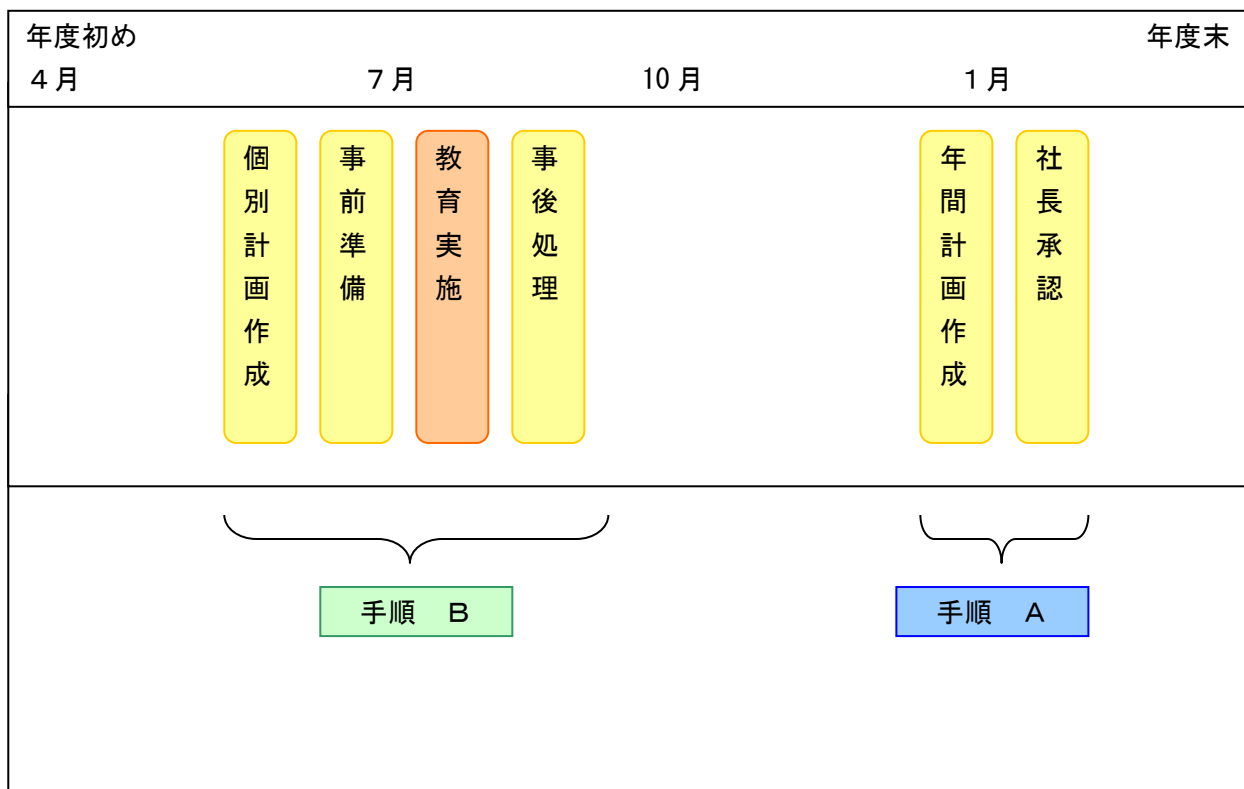 年度初め 年度末
４月 ７月 10月 １月
個別計画作成
事前準備
教育実施
事後処理
年間計画作成
社長承認
手順　Ｂ
手順　Ａ